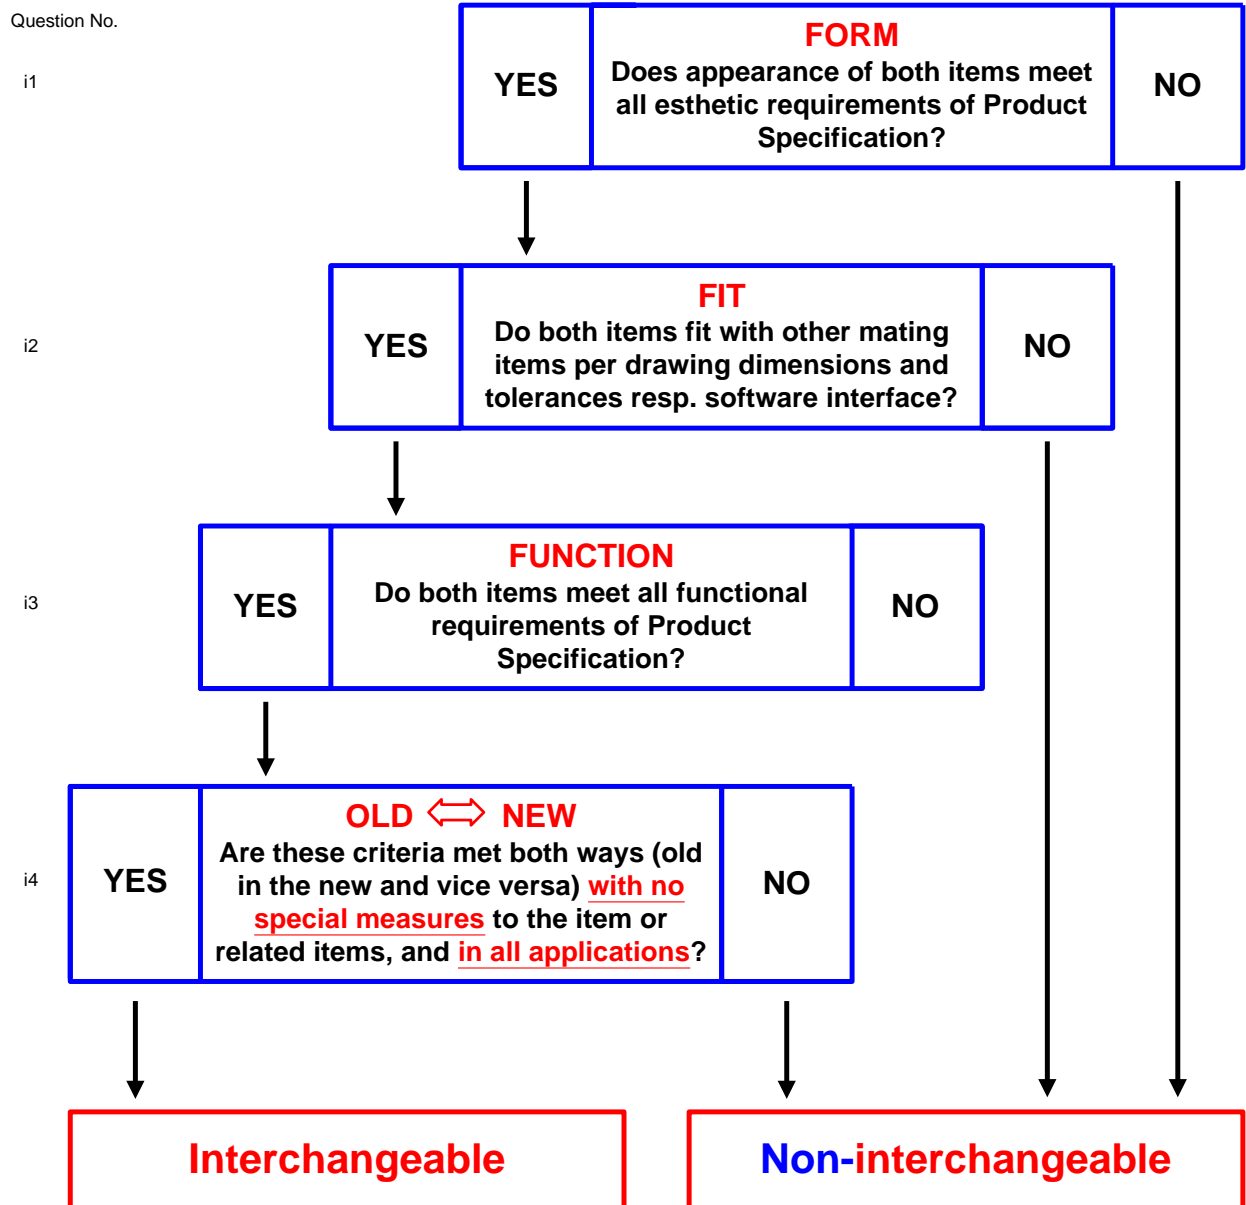 Question No.
i1
YES
FORM
Does appearance of both items meet
all esthetic requirements of Product
Specification?
NO
i2
YES
FIT
Do both items fit with other mating
items per drawing dimensions and
tolerances resp. software interface?
NO
i3
YES
FUNCTION
Do both items meet all functional
requirements of Product
Specification?
NO
i4
YES
OLD NEW
Are these criteria met both ways (old
in the new and vice versa) with no
special measures to the item or
related items, and in all applications?
NO
Interchangeable
Non-interchangeable